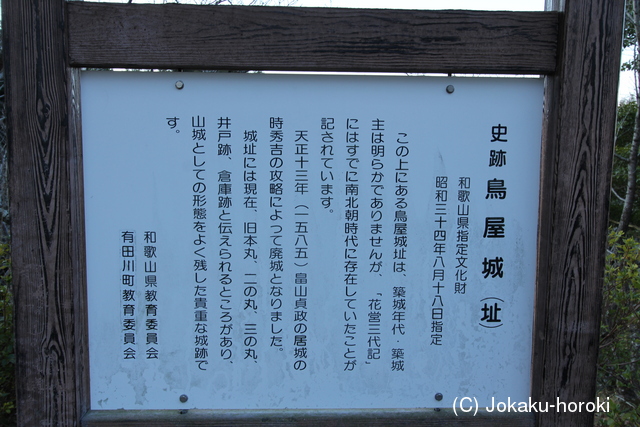 史跡 鳥屋城(址)
和歌山県指定文化財
昭和三十四年八月十八日指定
この上にある鳥屋城址は、築城年代・築城
主は明らかでありませんが、「花営三代記」
にはすでに南北朝時代に存在していたことが
記されています。
天正十三年（一五八五）畠山貞政の居城の
時秀吉の攻略によって廃城となりました。
城址には現在、旧本丸、二の丸、三の丸、
井戸跡、倉庫跡と伝えられるところがあり、
山城としての形態をよく残した貴重な城跡で
す。
和歌山県教育委員会
有田川町教育委員会
(C) Jokaku-horoki